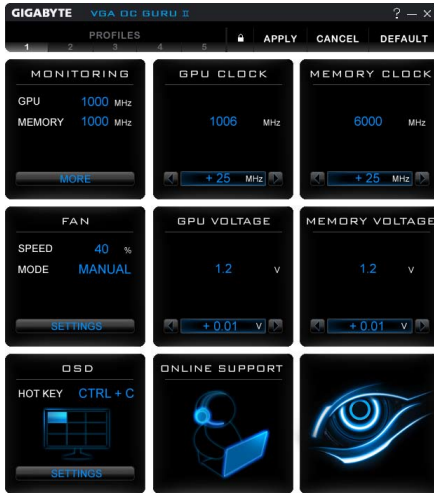 GIGABYTE VGA OC GURU II ? – ×
PROFILES
1 2 3 4 5 APPLY CANCEL DEFAULT
MONITORING
GPU 1000 MHz
MEMORY 1000 MHz
MORE
GPU CLOCK
1006 MHz
+ 25 MHz
MEMORY CLOCK
6000 MHz
+ 25 MHz
FAN
SPEED 40 %
MODE MANUAL
SETTINGS
GPU VOLTAGE
1.2 V
+ 0.01 V
MEMORY VOLTAGE
1.2 V
+ 0.01 V
OSD
HOT KEY CTRL + C
SETTINGS
ONLINE SUPPORT